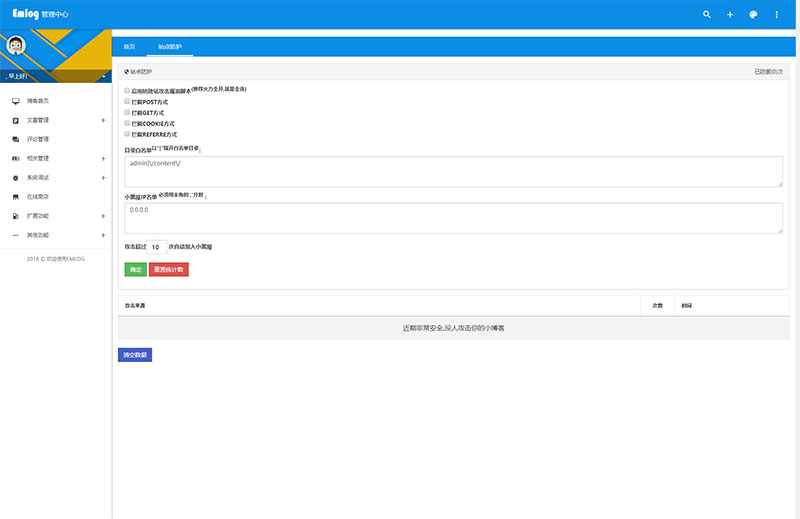 Emlog 管理中心
, 早上好!
博客首页
文章管理
评论管理
相关管理
系统调试
在线商店
扩展功能
其他功能
2018 © 欢迎使用EMLOG
首页 站点防护
站点防护 已防御(0)次
启用防跨站攻击漏洞脚本(推荐火力全开,就是全选)
拦截POST方式
拦截GET方式
拦截COOKIE方式
拦截REFERRE方式
目录白名单以"|"隔开白名单目录:
admin|\/content\/
小黑屋IP名单 必须用半角的','分割 :
0.0.0.0
攻击超过 10 次自动加入小黑屋
确定 重置统计数
攻击来源 次数 时间
近期非常安全,没人攻击你的小博客
清空数据